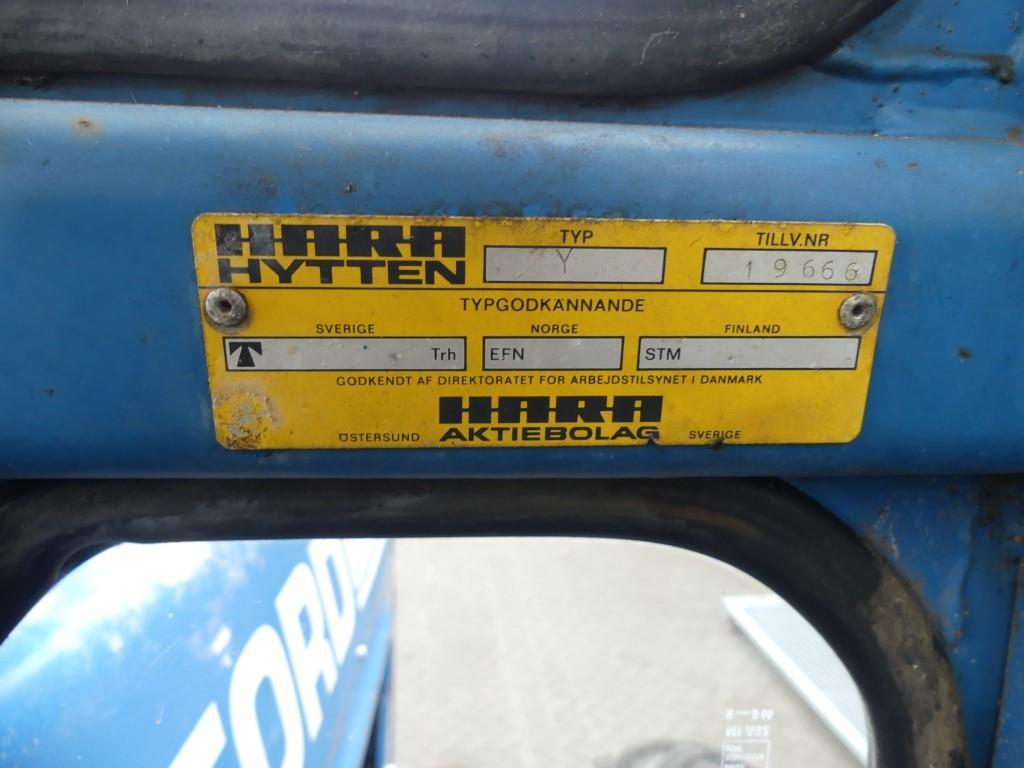 HARA TYP TILLV.NR
HYTTEN Y 19666
TYPGODKÄNNANDE
SVERIGE NORGE FINLAND
T Trh EFN STM
GODKENDT AF DIREKTORATET FOR ARBEJDSTILSYNET I DANMARK
HARA
ÖSTERSUND AKTIEBOLAG SVERIGE
FORD